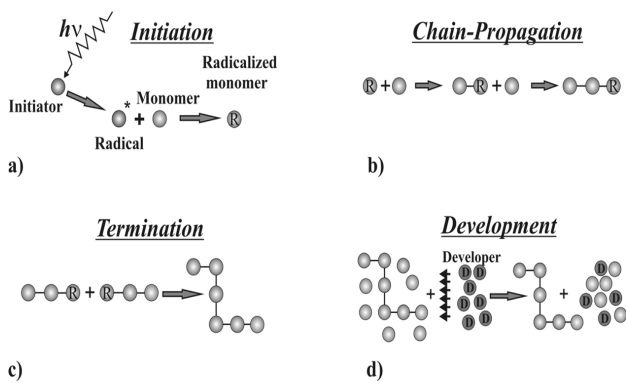 Initiation
hν
Radicalized
monomer
Initiator
*
Monomer
+
R
Radical
a)
Chain-Propagation
R + R + R
b)
Termination
R + R
c)
Development
Developer
D D
+ D + D
D D D D
D D D
d)